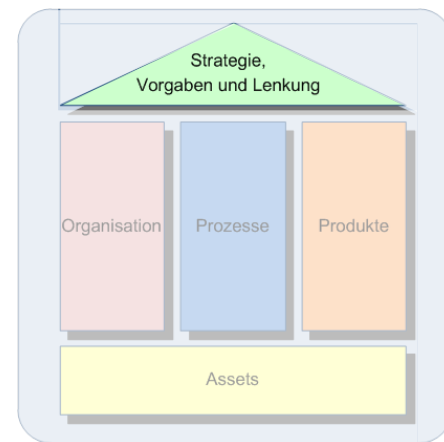 Strategie,
Vorgaben und Lenkung
Organisation
Prozesse
Produkte
Assets